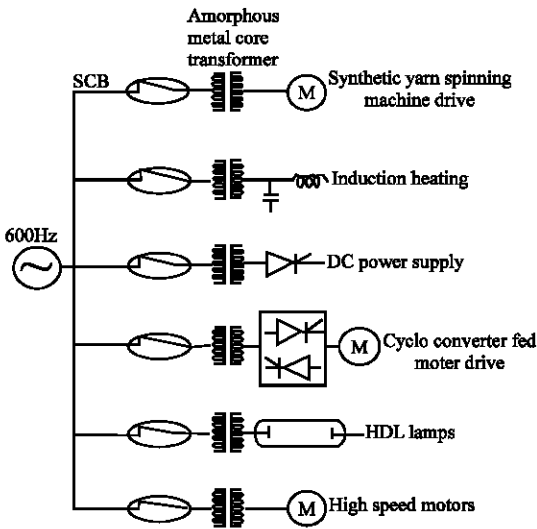 Amorphous
metal core
transformer
SCB
M
Synthetic yarn spinning
machine drive
Induction heating
600Hz
DC power supply
M
Cyclo converter fed
moter drive
HDL lamps
M
High speed motors